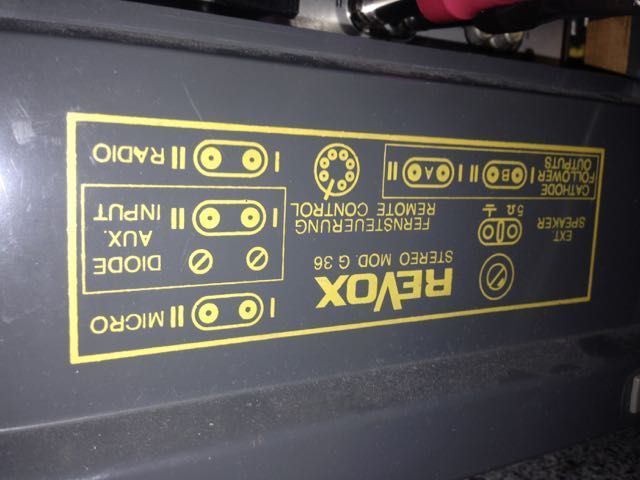 REVOX
STEREO MOD. G 36
I II MICRO
EXT.
SPEAKER
5 Ω
DIODE
AUX.
I II INPUT
FERNSTEUERUNG
REMOTE CONTROL
CATHODE
FOLLOWER
OUTPUTS
I B II I A II
I II RADIO